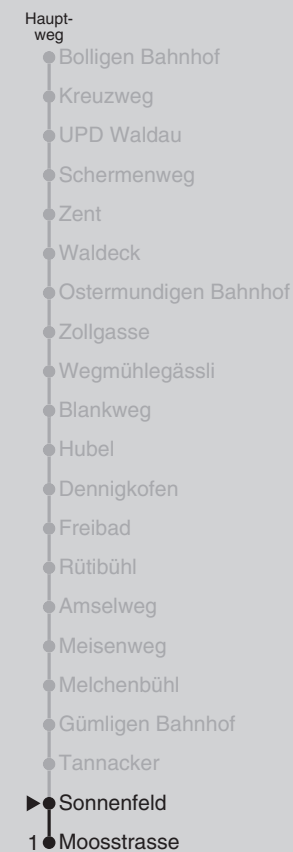 Haupt-
weg
Bolligen Bahnhof
Kreuzweg
UPD Waldau
Schermenweg
Zent
Waldeck
Ostermundigen Bahnhof
Zollgasse
Wegmühlegässli
Blankweg
Hubel
Dennigkofen
Freibad
Rütibühl
Amselweg
Meisenweg
Melchenbühl
Gümligen Bahnhof
Tannacker
Sonnenfeld
1 Moosstrasse